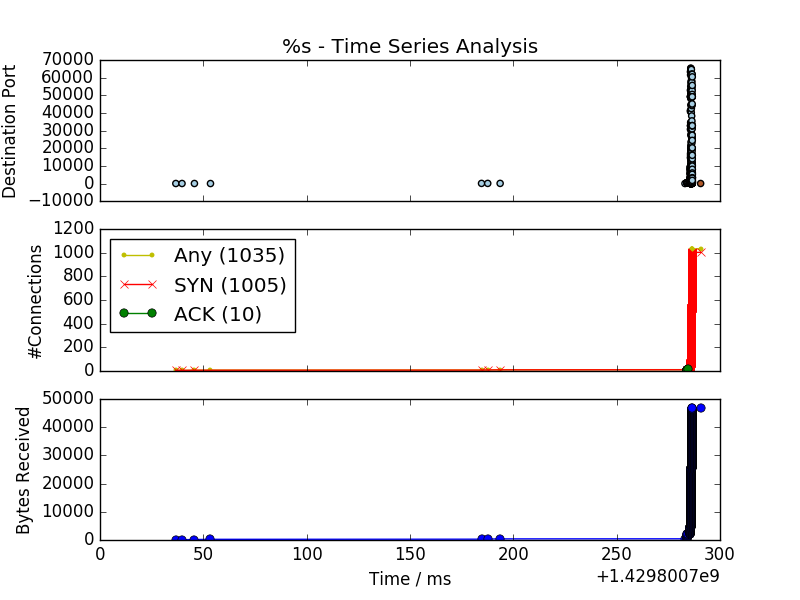 %s - Time Series Analysis
Destination Port
70000
60000
50000
40000
30000
20000
10000
0
−10000
#Connections
1200
1000
800
600
400
200
0
Any (1035)
SYN (1005)
ACK (10)
Bytes Received
50000
40000
30000
20000
10000
0
0 50 100 150 200 250 300
Time / ms
+1.4298007e9